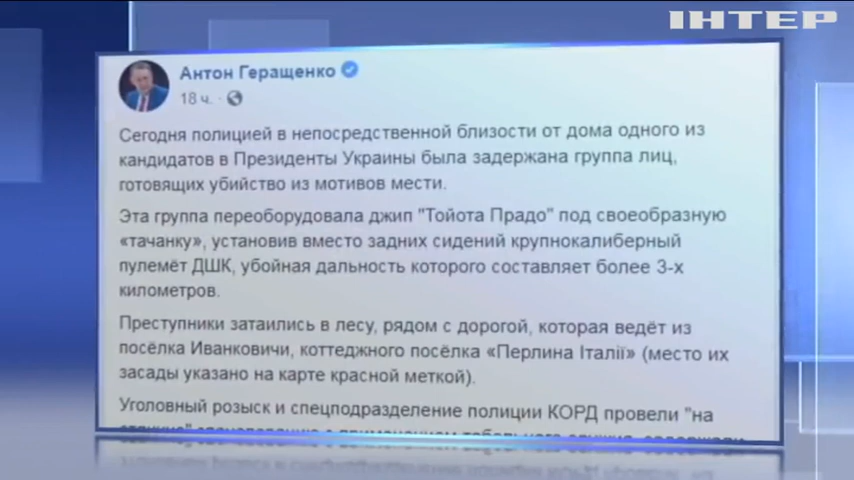 ІНТЕР
Антон Геращенко
18 ч. ·
Сегодня полицией в непосредственной близости от дома одного из
кандидатов в Президенты Украины была задержана группа лиц,
готовящих убийство из мотивов мести.
Эта группа переоборудовала джип "Тойота Прадо" под своеобразную
«тачанку», установив вместо задних сидений крупнокалиберный
пулемёт ДШК, убойная дальность которого составляет более 3-х
километров.
Преступники затаились в лесу, рядом с дорогой, которая ведёт из
посёлка Иванковичи, коттеджного посёлка «Перлина Італії» (место их
засады указано на карте красной меткой).
Уголовный розыск и спецподразделение полиции КОРД провели "на